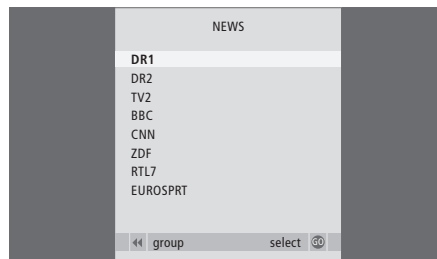 NEWS
DR1
DR2
TV2
BBC
CNN
ZDF
RTL7
EUROSPRT
group select GO